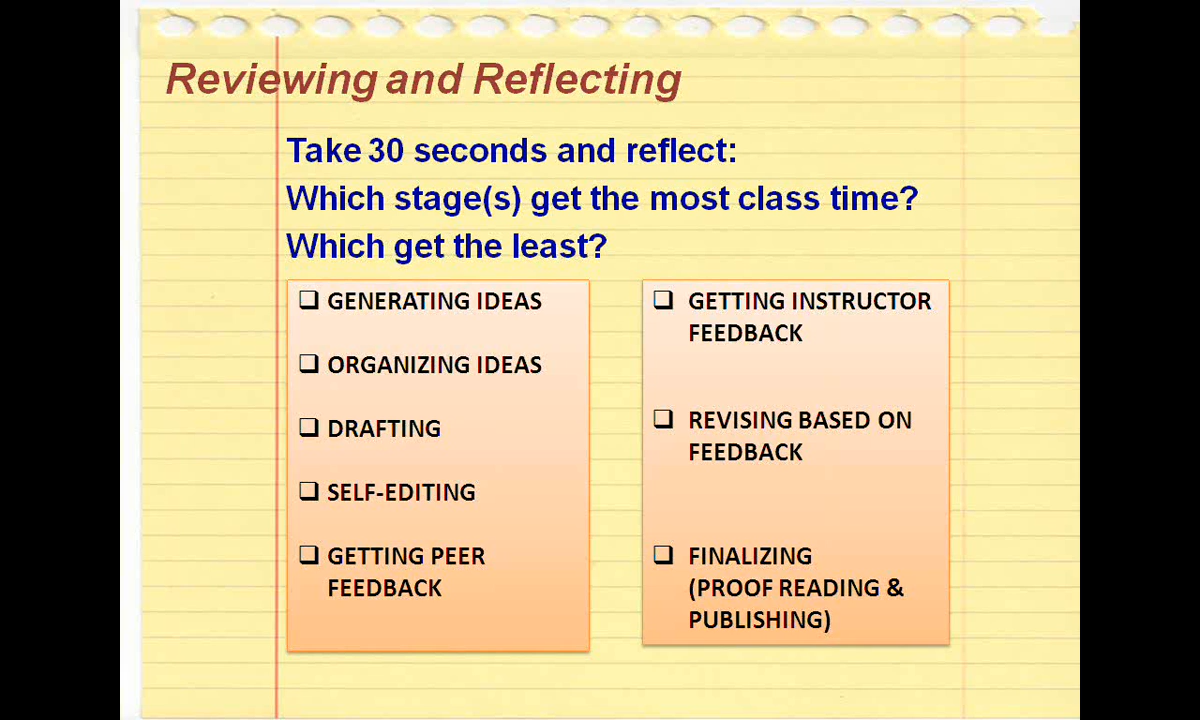 Reviewing and Reflecting
Take 30 seconds and reflect:
Which stage(s) get the most class time?
Which get the least?
❑ GENERATING IDEAS
❑ ORGANIZING IDEAS
❑ DRAFTING
❑ SELF-EDITING
❑ GETTING PEER
FEEDBACK
❑ GETTING INSTRUCTOR
FEEDBACK
❑ REVISING BASED ON
FEEDBACK
❑ FINALIZING
(PROOF READING &
PUBLISHING)